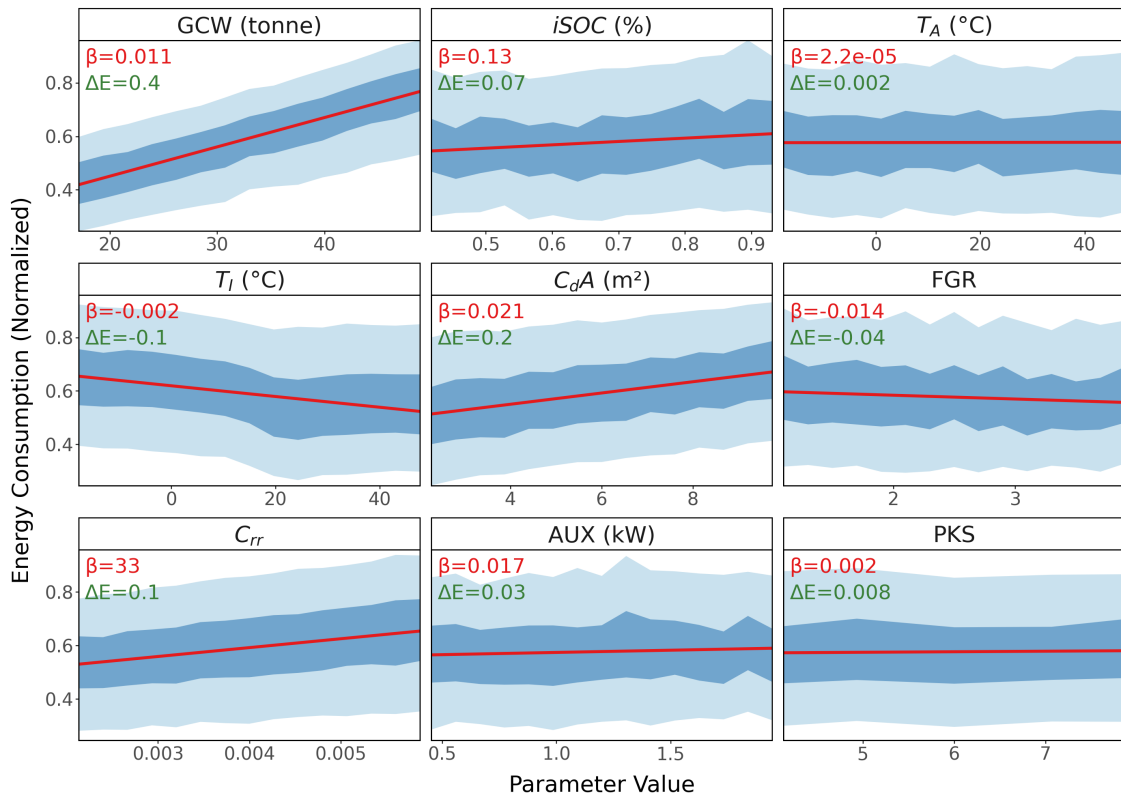 GCW (tonne)
iSOC (%)
T_A (°C)
β=0.011
ΔE=0.4
β=0.13
ΔE=0.07
β=2.2e-05
ΔE=0.002
0.8
0.6
0.4
20 30 40
0.5 0.6 0.7 0.8 0.9
0 20 40
T_I (°C)
C_dA (m²)
FGR
β=-0.002
ΔE=-0.1
β=0.021
ΔE=0.2
β=-0.014
ΔE=-0.04
0.8
0.6
0.4
0 20 40
4 6 8
2 3
C_rr
AUX (kW)
PKS
β=33
ΔE=0.1
β=0.017
ΔE=0.03
β=0.002
ΔE=0.008
0.8
0.6
0.4
0.003 0.004 0.005
0.5 1.0 1.5
5 6 7
Energy Consumption (Normalized)
Parameter Value